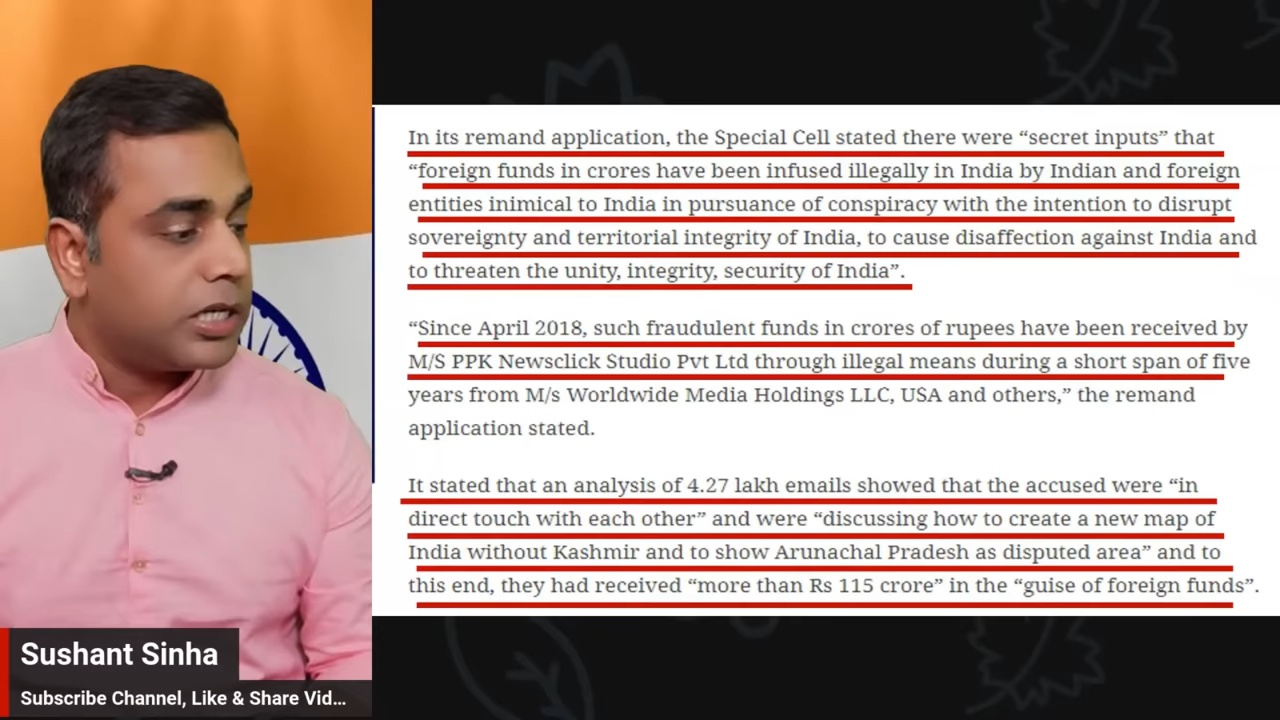 In its remand application, the Special Cell stated there were “secret inputs” that
“foreign funds in crores have been infused illegally in India by Indian and foreign
entities inimical to India in pursuance of conspiracy with the intention to disrupt
sovereignty and territorial integrity of India, to cause disaffection against India and
to threaten the unity, integrity, security of India”.
“Since April 2018, such fraudulent funds in crores of rupees have been received by
M/S PPK Newsclick Studio Pvt Ltd through illegal means during a short span of five
years from M/s Worldwide Media Holdings LLC, USA and others,” the remand
application stated.
It stated that an analysis of 4.27 lakh emails showed that the accused were “in
direct touch with each other” and were “discussing how to create a new map of
India without Kashmir and to show Arunachal Pradesh as disputed area” and to
this end, they had received “more than Rs 115 crore” in the “guise of foreign funds”.
Sushant Sinha
Subscribe Channel, Like & Share Vid...